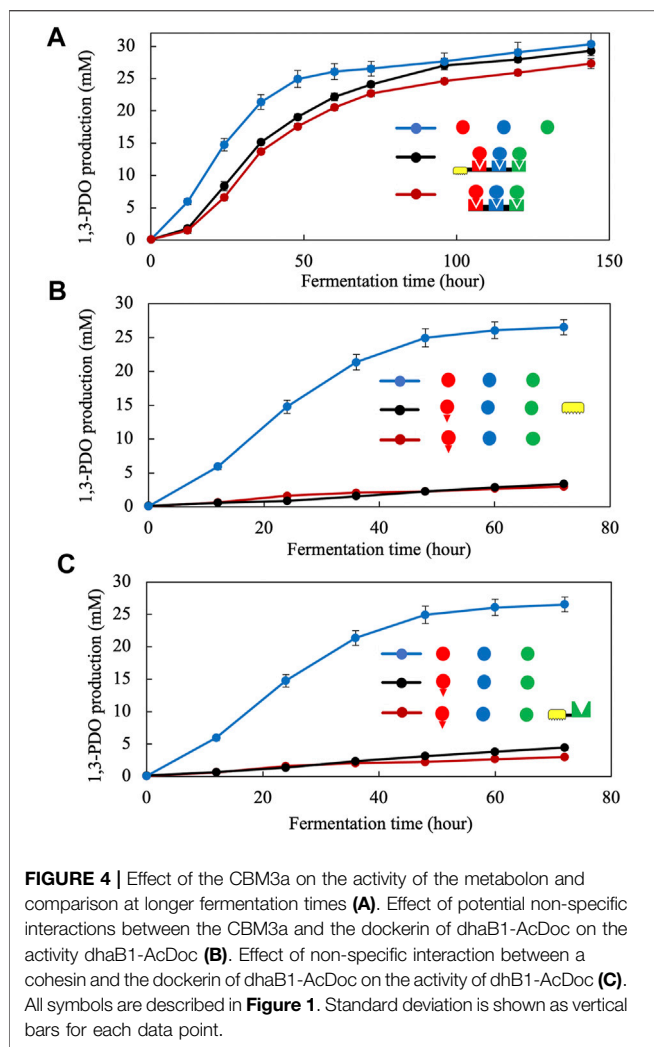 A
1,3-PDO production (mM)
30
25
20
15
10
5
0
0 50 100 150
Fermentation time (hour)
B
1,3-PDO production (mM)
30
25
20
15
10
5
0
0 20 40 60 80
Fermentation time (hour)
C
1,3-PDO production (mM)
30
25
20
15
10
5
0
0 20 40 60 80
Fermentation time (hour)
FIGURE 4 | Effect of the CBM3a on the activity of the metabolon and
comparison at longer fermentation times (A). Effect of potential non-specific
interactions between the CBM3a and the dockerin of dhaB1-AcDoc on the
activity dhaB1-AcDoc (B). Effect of non-specific interaction between a
cohesin and the dockerin of dhaB1-AcDoc on the activity of dhB1-AcDoc (C).
All symbols are described in Figure 1. Standard deviation is shown as vertical
bars for each data point.